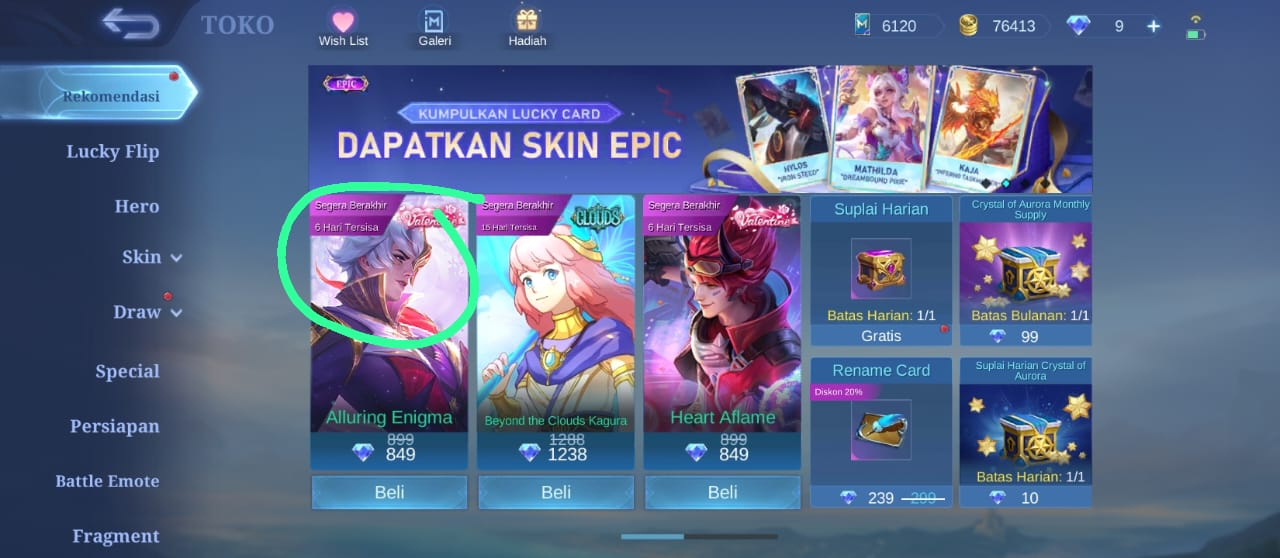 TOKO
Wish List
Galeri
Hadiah
6120
76413
9
Rekomendasi
Lucky Flip
Hero
Skin
Draw
Special
Persiapan
Battle Emote
Fragment
EPIC
KUMPULKAN LUCKY CARD
DAPATKAN SKIN EPIC
HYLOS
"IRON STEED"
MATHILDA
"DREAMBOUND PIXIE"
KAJA
Segera Berakhir
6 Hari Tersisa
Valentine
Alluring Enigma
899
849
Beli
Segera Berakhir
15 Hari Tersisa
CLOUDS
Beyond the Clouds Kagura
1288
1238
Beli
Segera Berakhir
6 Hari Tersisa
Valentine
Heart Aflame
899
849
Beli
Suplai Harian
Batas Harian: 1/1
Gratis
Crystal of Aurora Monthly
Supply
Batas Bulanan: 1/1
99
Rename Card
Diskon 20%
239 299
Suplai Harian Crystal of
Aurora
Batas Harian: 1/1
10